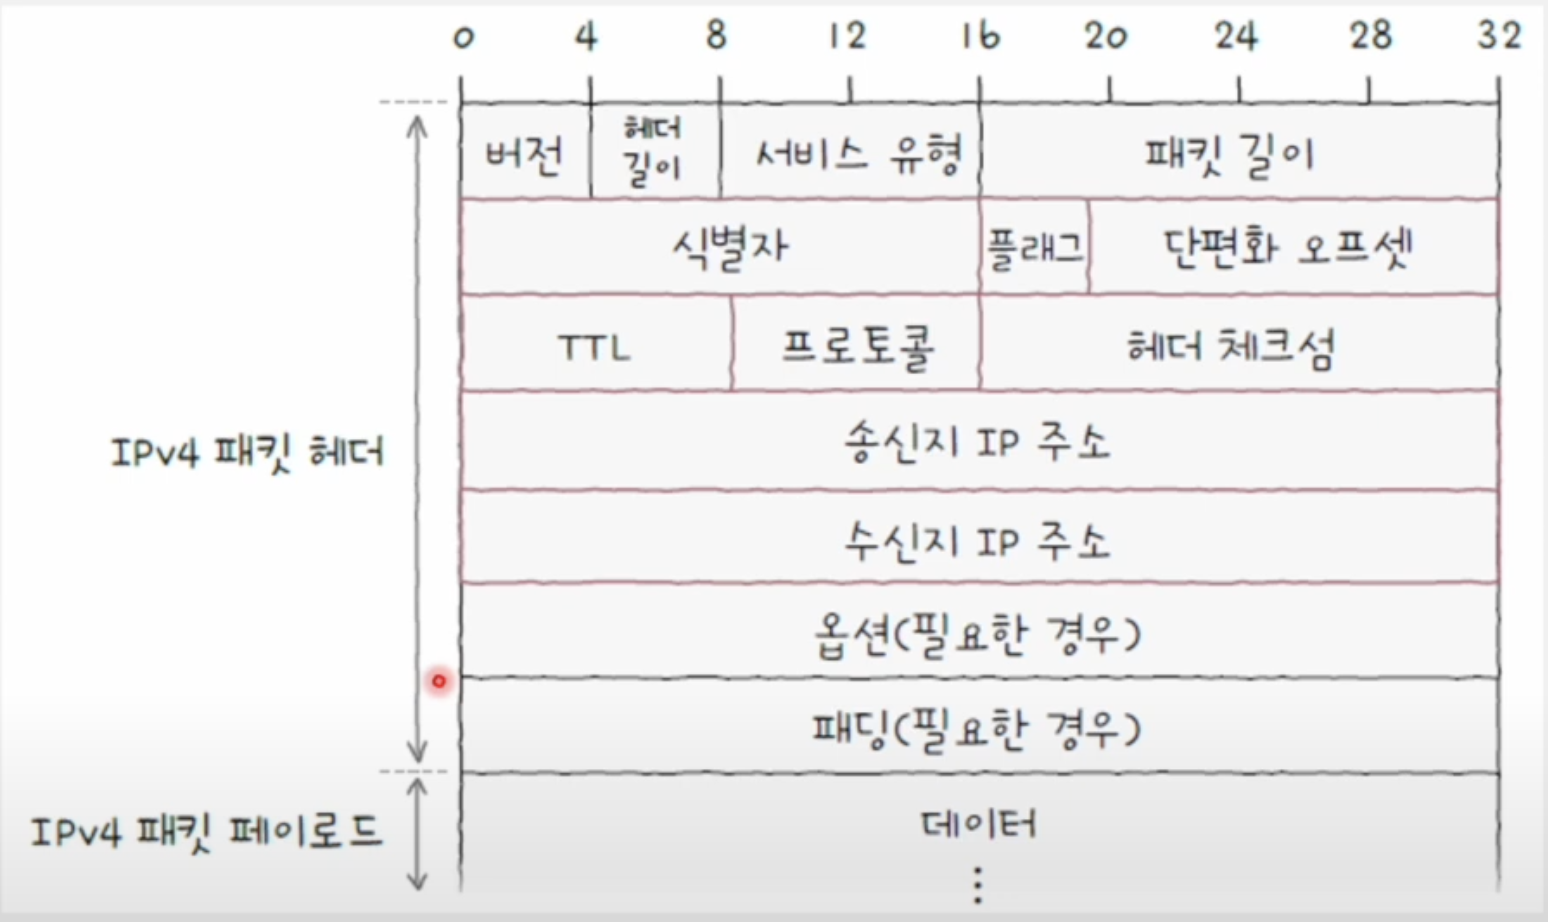 0 4 8 12 16 20 24 28 32
버전 헤더 길이 서비스 유형 패킷 길이
식별자 플래그 단편화 오프셋
TTL 프로토콜 헤더 체크섬
송신지 IP 주소
IPv4 패킷 헤더
수신지 IP 주소
옵션(필요한 경우)
패딩(필요한 경우)
IPv4 패킷 페이로드
데이터
⋮